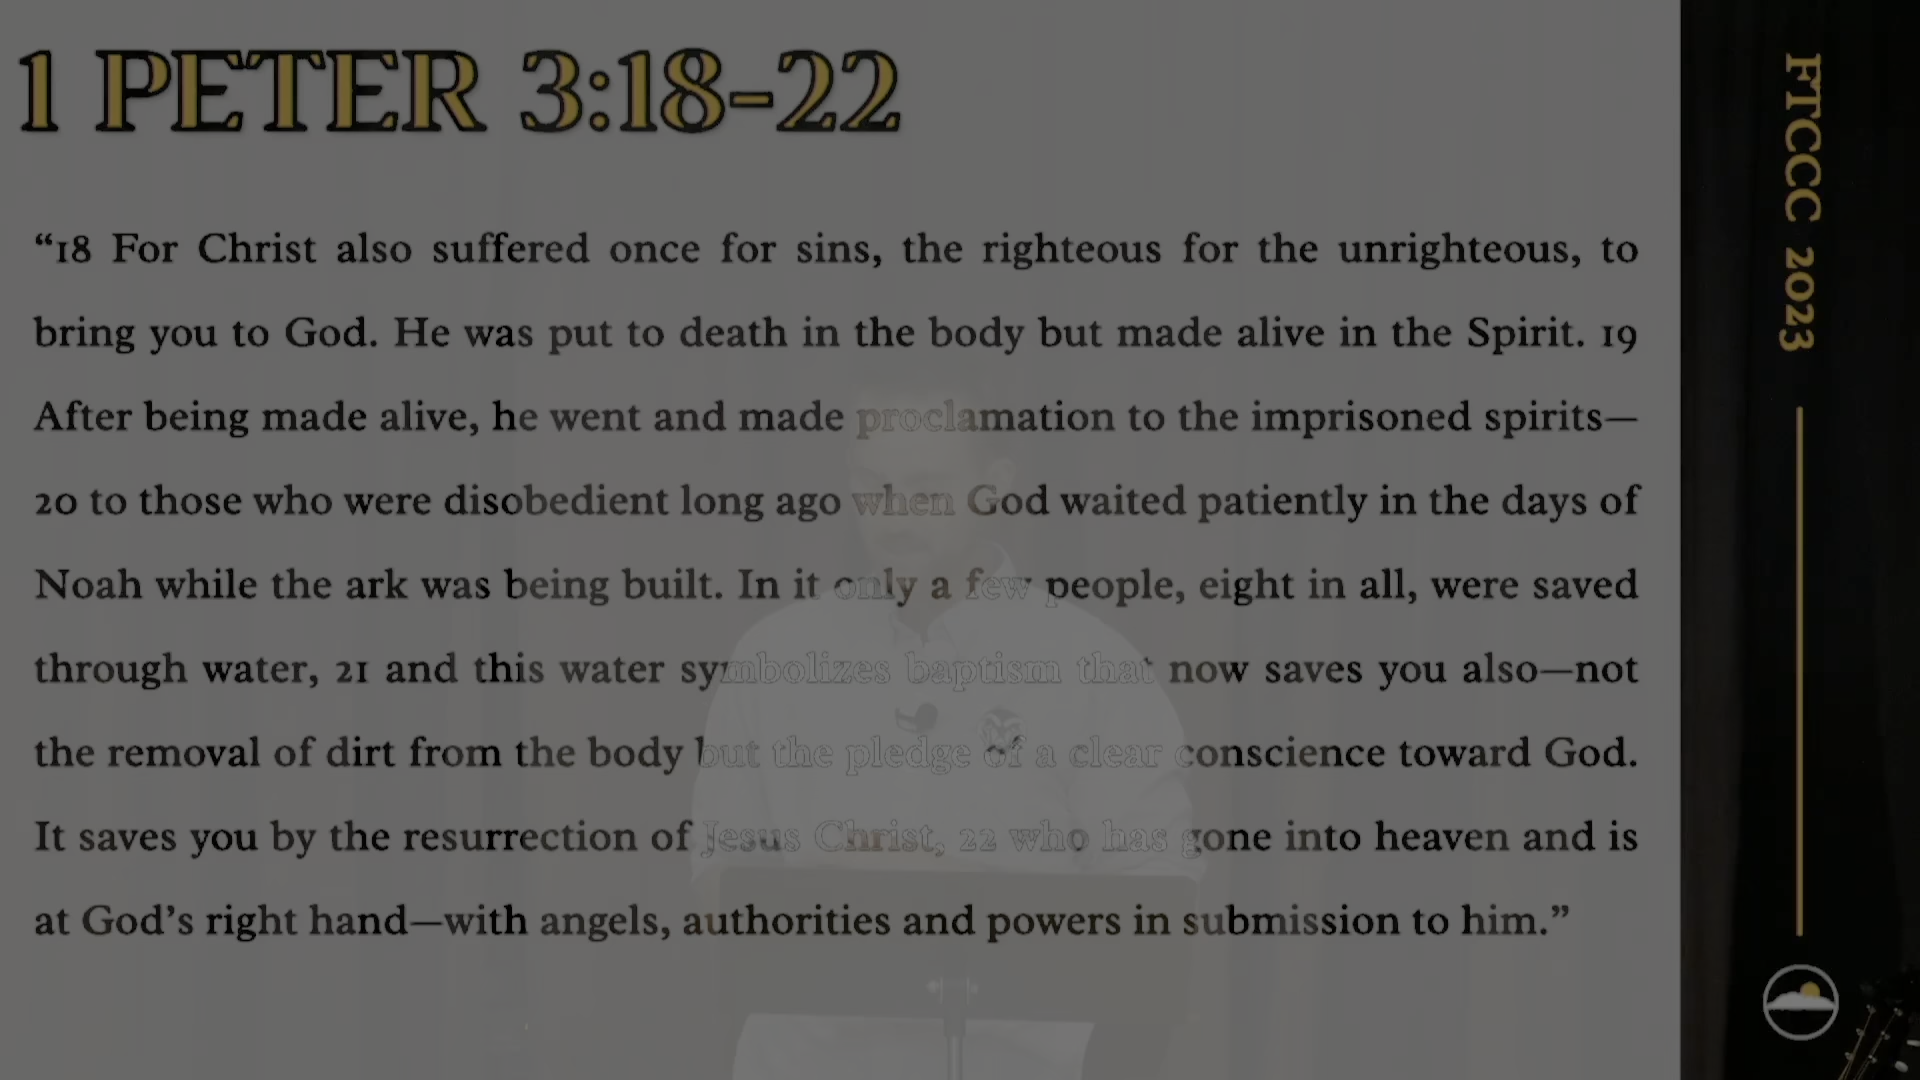 1 PETER 3:18-22
“18 For Christ also suffered once for sins, the righteous for the unrighteous, to
bring you to God. He was put to death in the body but made alive in the Spirit. 19
After being made alive, he went and made proclamation to the imprisoned spirits—
20 to those who were disobedient long ago when God waited patiently in the days of
Noah while the ark was being built. In it only a few people, eight in all, were saved
through water, 21 and this water symbolizes baptism that now saves you also—not
the removal of dirt from the body but the pledge of a clear conscience toward God.
It saves you by the resurrection of Jesus Christ, 22 who has gone into heaven and is
at God’s right hand—with angels, authorities and powers in submission to him.”
FTCCC 2023